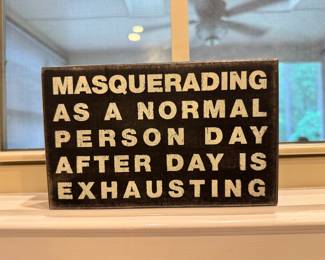 MASQUERADING
AS A NORMAL
PERSON DAY
AFTER DAY IS
EXHAUSTING